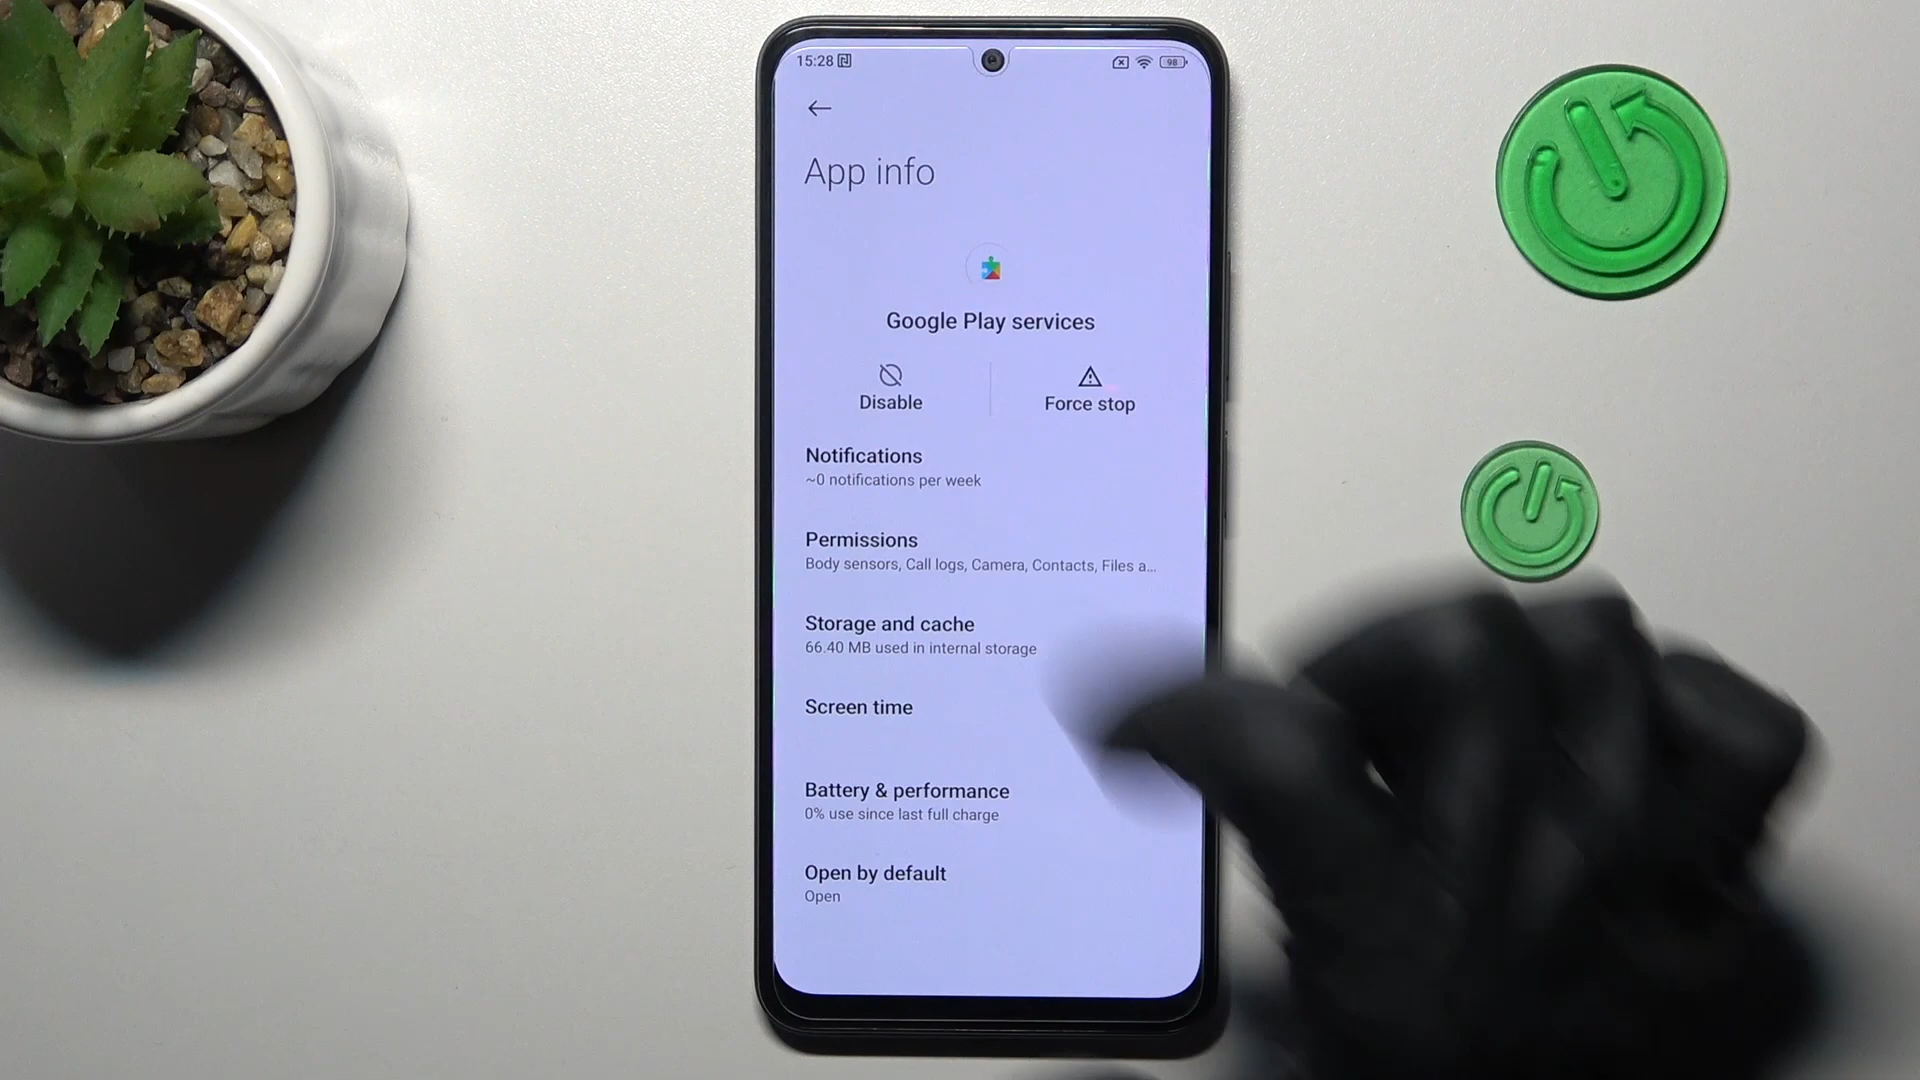 15:28
98
App info
Google Play services
Disable
Force stop
Notifications
~0 notifications per week
Permissions
Body sensors, Call logs, Camera, Contacts, Files a...
Storage and cache
66.40 MB used in internal storage
Screen time
Battery & performance
0% use since last full charge
Open by default
Open